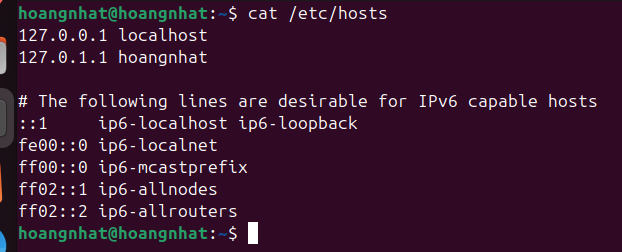 hoangnhat@hoangnhat:~$ cat /etc/hosts
127.0.0.1 localhost
127.0.1.1 hoangnhat
# The following lines are desirable for IPv6 capable hosts
::1     ip6-localhost ip6-loopback
fe00::0 ip6-localnet
ff00::0 ip6-mcastprefix
ff02::1 ip6-allnodes
ff02::2 ip6-allrouters
hoangnhat@hoangnhat:~$